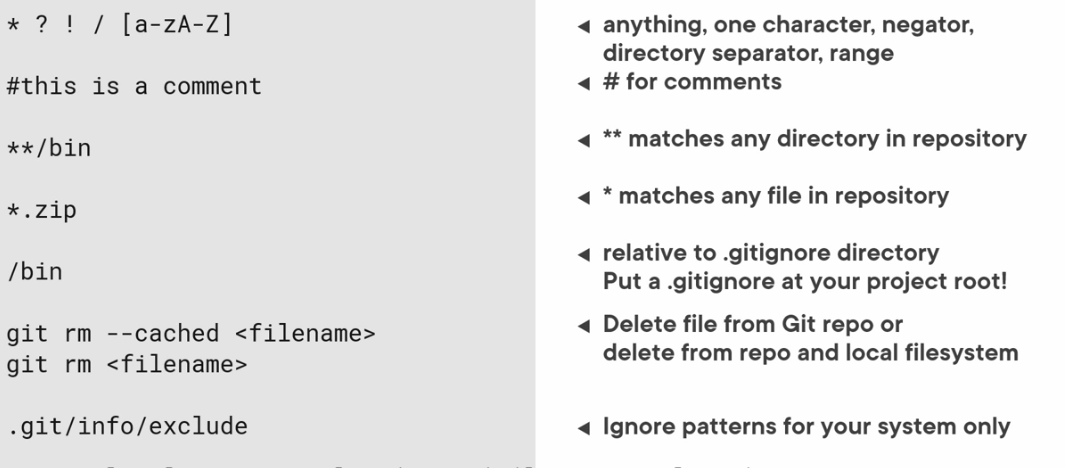 * ? ! / [a-zA-Z]
◄ anything, one character, negator,
directory separator, range
#this is a comment
◄ # for comments
**/bin
◄ ** matches any directory in repository
*.zip
◄ * matches any file in repository
/bin
◄ relative to .gitignore directory
Put a .gitignore at your project root!
git rm --cached <filename>
git rm <filename>
◄ Delete file from Git repo or
delete from repo and local filesystem
.git/info/exclude
◄ Ignore patterns for your system only